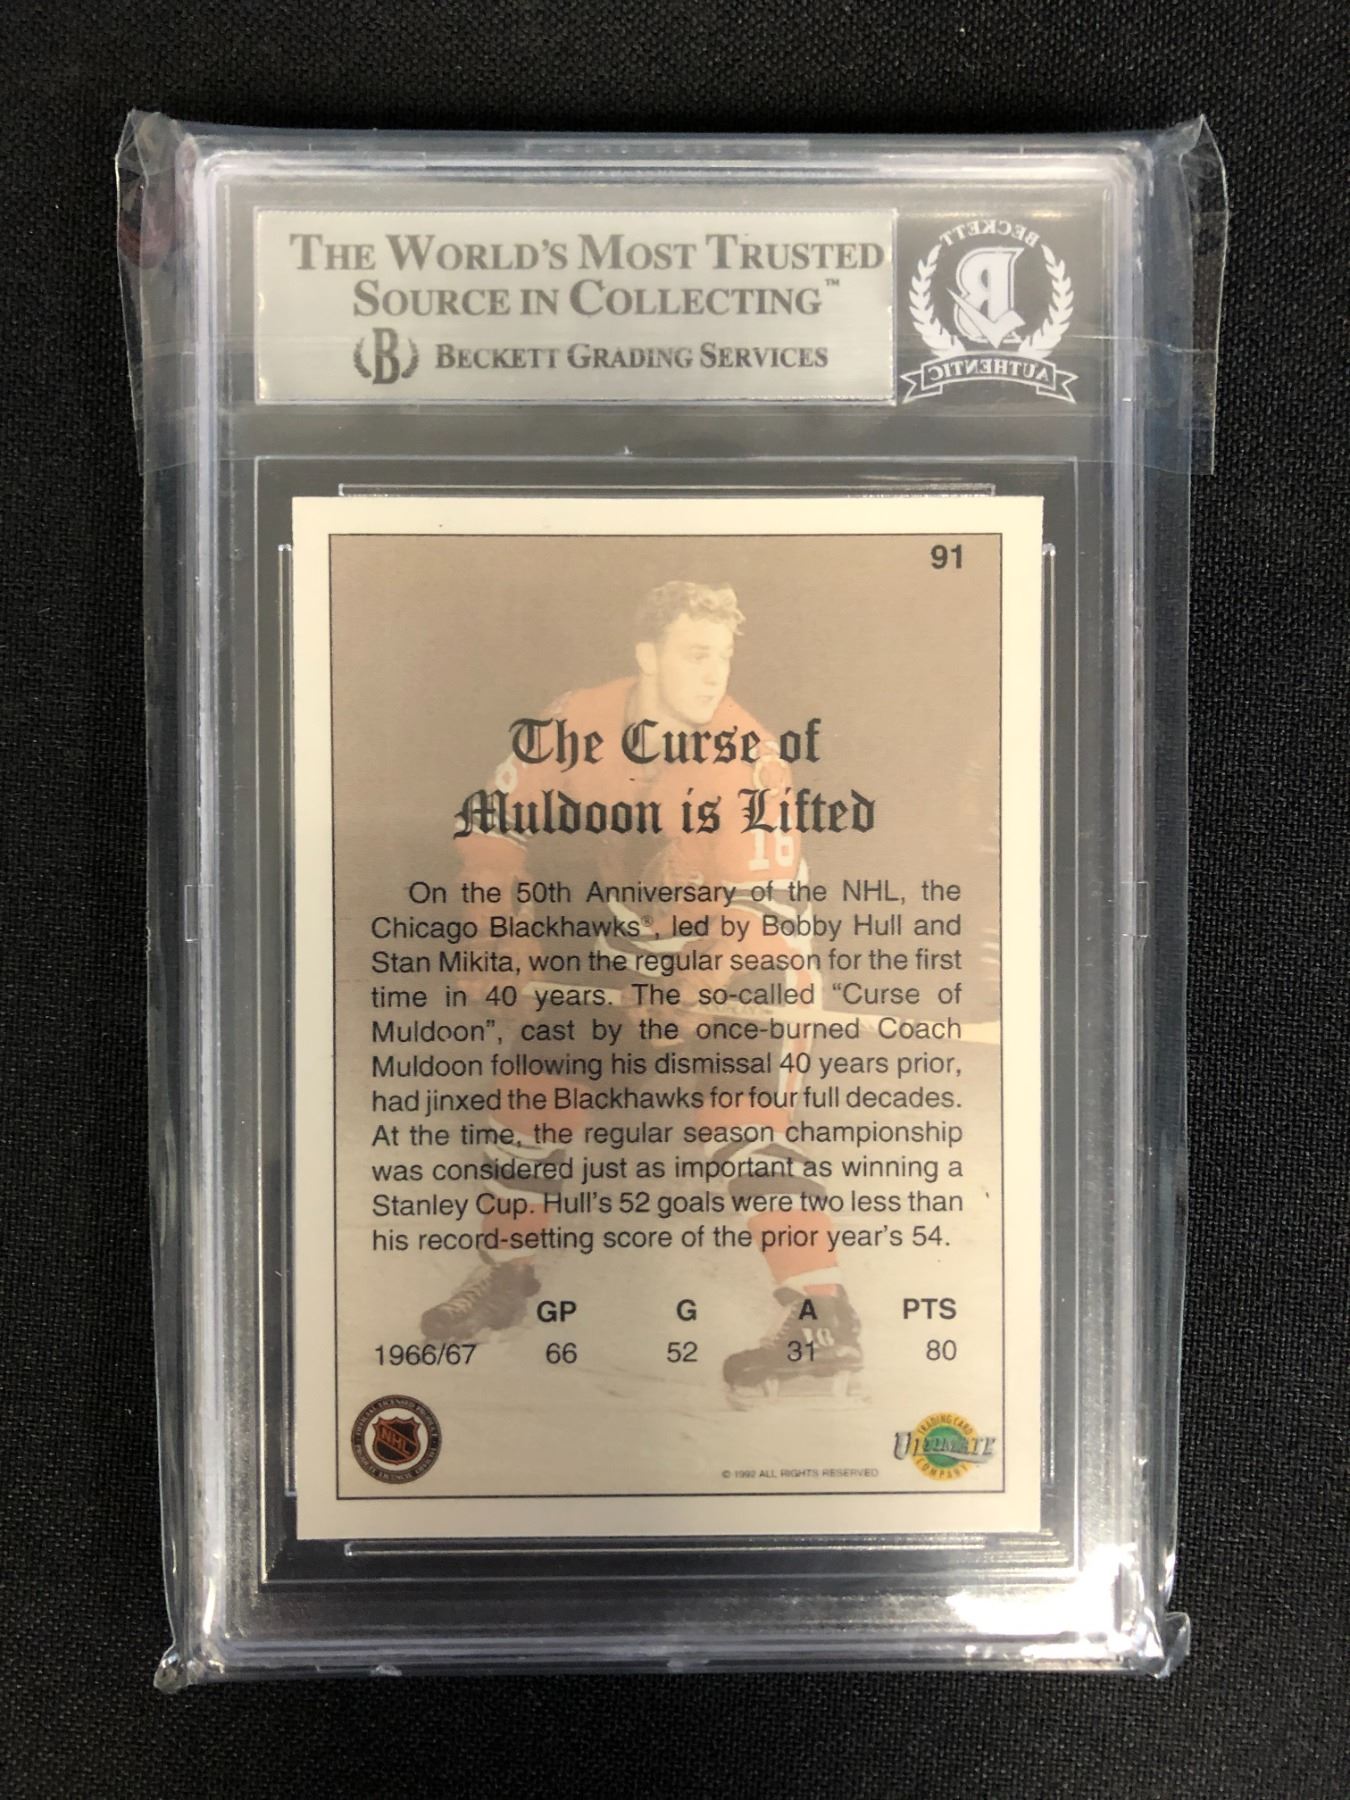 THE WORLD'S MOST TRUSTED
SOURCE IN COLLECTING™
B BECKETT GRADING SERVICES
BECKETT
B
AUTHENTIC
91
The Curse of
Muldoon is Lifted
18
On the 50th Anniversary of the NHL, the
Chicago Blackhawks®, led by Bobby Hull and
Stan Mikita, won the regular season for the first
time in 40 years. The so-called “Curse of
Muldoon”, cast by the once-burned Coach
Muldoon following his dismissal 40 years prior,
had jinxed the Blackhawks for four full decades.
At the time, the regular season championship
was considered just as important as winning a
Stanley Cup. Hull's 52 goals were two less than
his record-setting score of the prior year's 54.
GP G A PTS
1966/67 66 52 31 80
NHL
TRADING CARD
ULTIMATE
COMPANY
© 1992 ALL RIGHTS RESERVED